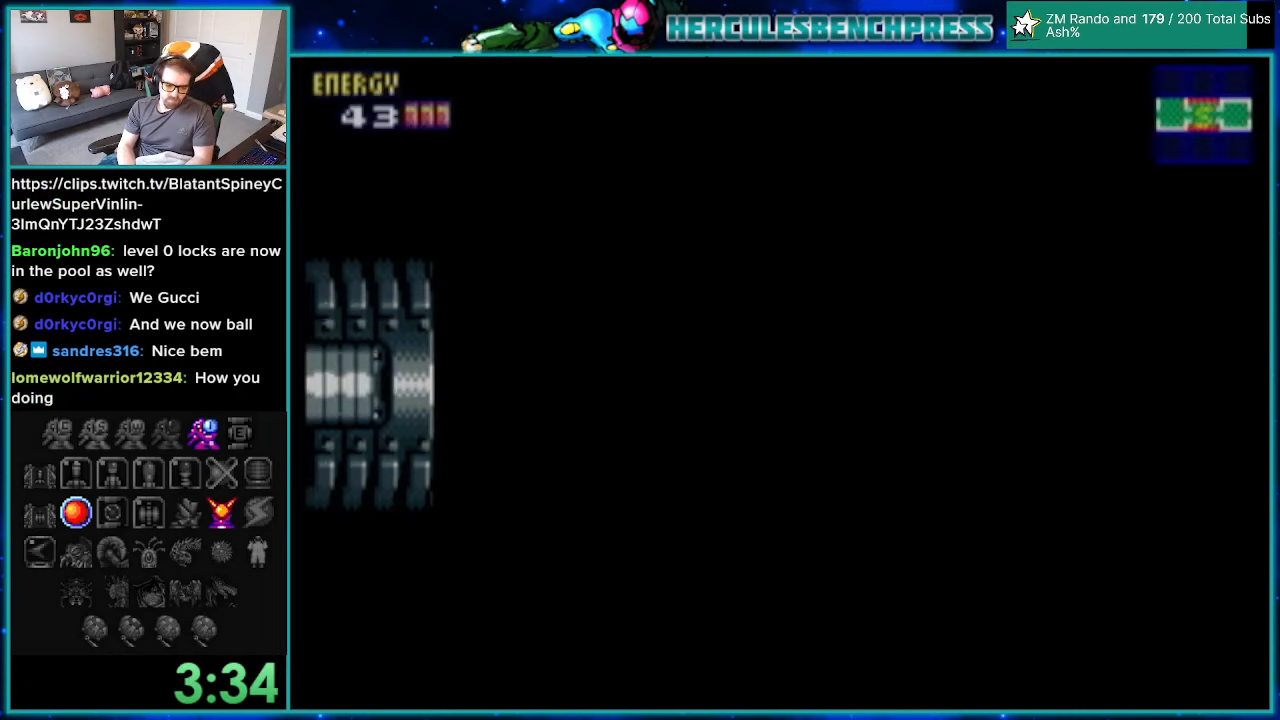 HERCULESBENCHPRESS
ZM Rando and 179 / 200 Total Subs
Ash%
ENERGY
43
https://clips.twitch.tv/BlatantSpineyC
urlewSuperVinlin-
3ImQnYTJ23ZshdwT
Baronjohn96: level 0 locks are now
in the pool as well?
d0rkyc0rgi: We Gucci
d0rkyc0rgi: And we now ball
sandres316: Nice bem
lomewolfwarrior12334: How you
doing
3:34